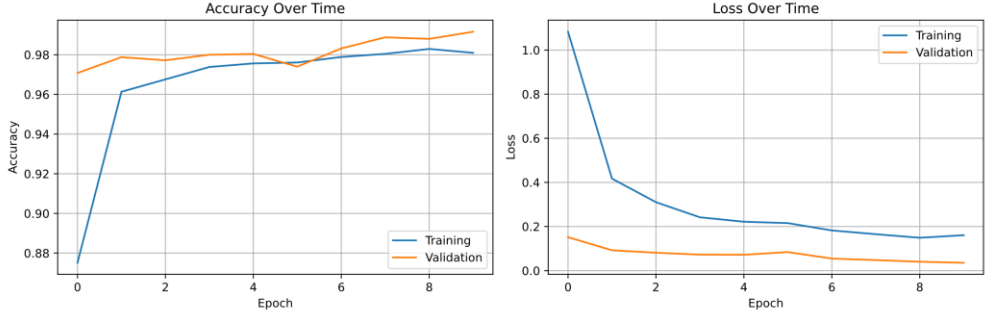 Accuracy Over Time
0.98
0.96
0.94
0.92
0.90
0.88
Accuracy
0 2 4 6 8
Epoch
Training
Validation
Loss Over Time
1.0
0.8
0.6
0.4
0.2
0.0
Loss
0 2 4 6 8
Epoch
Training
Validation